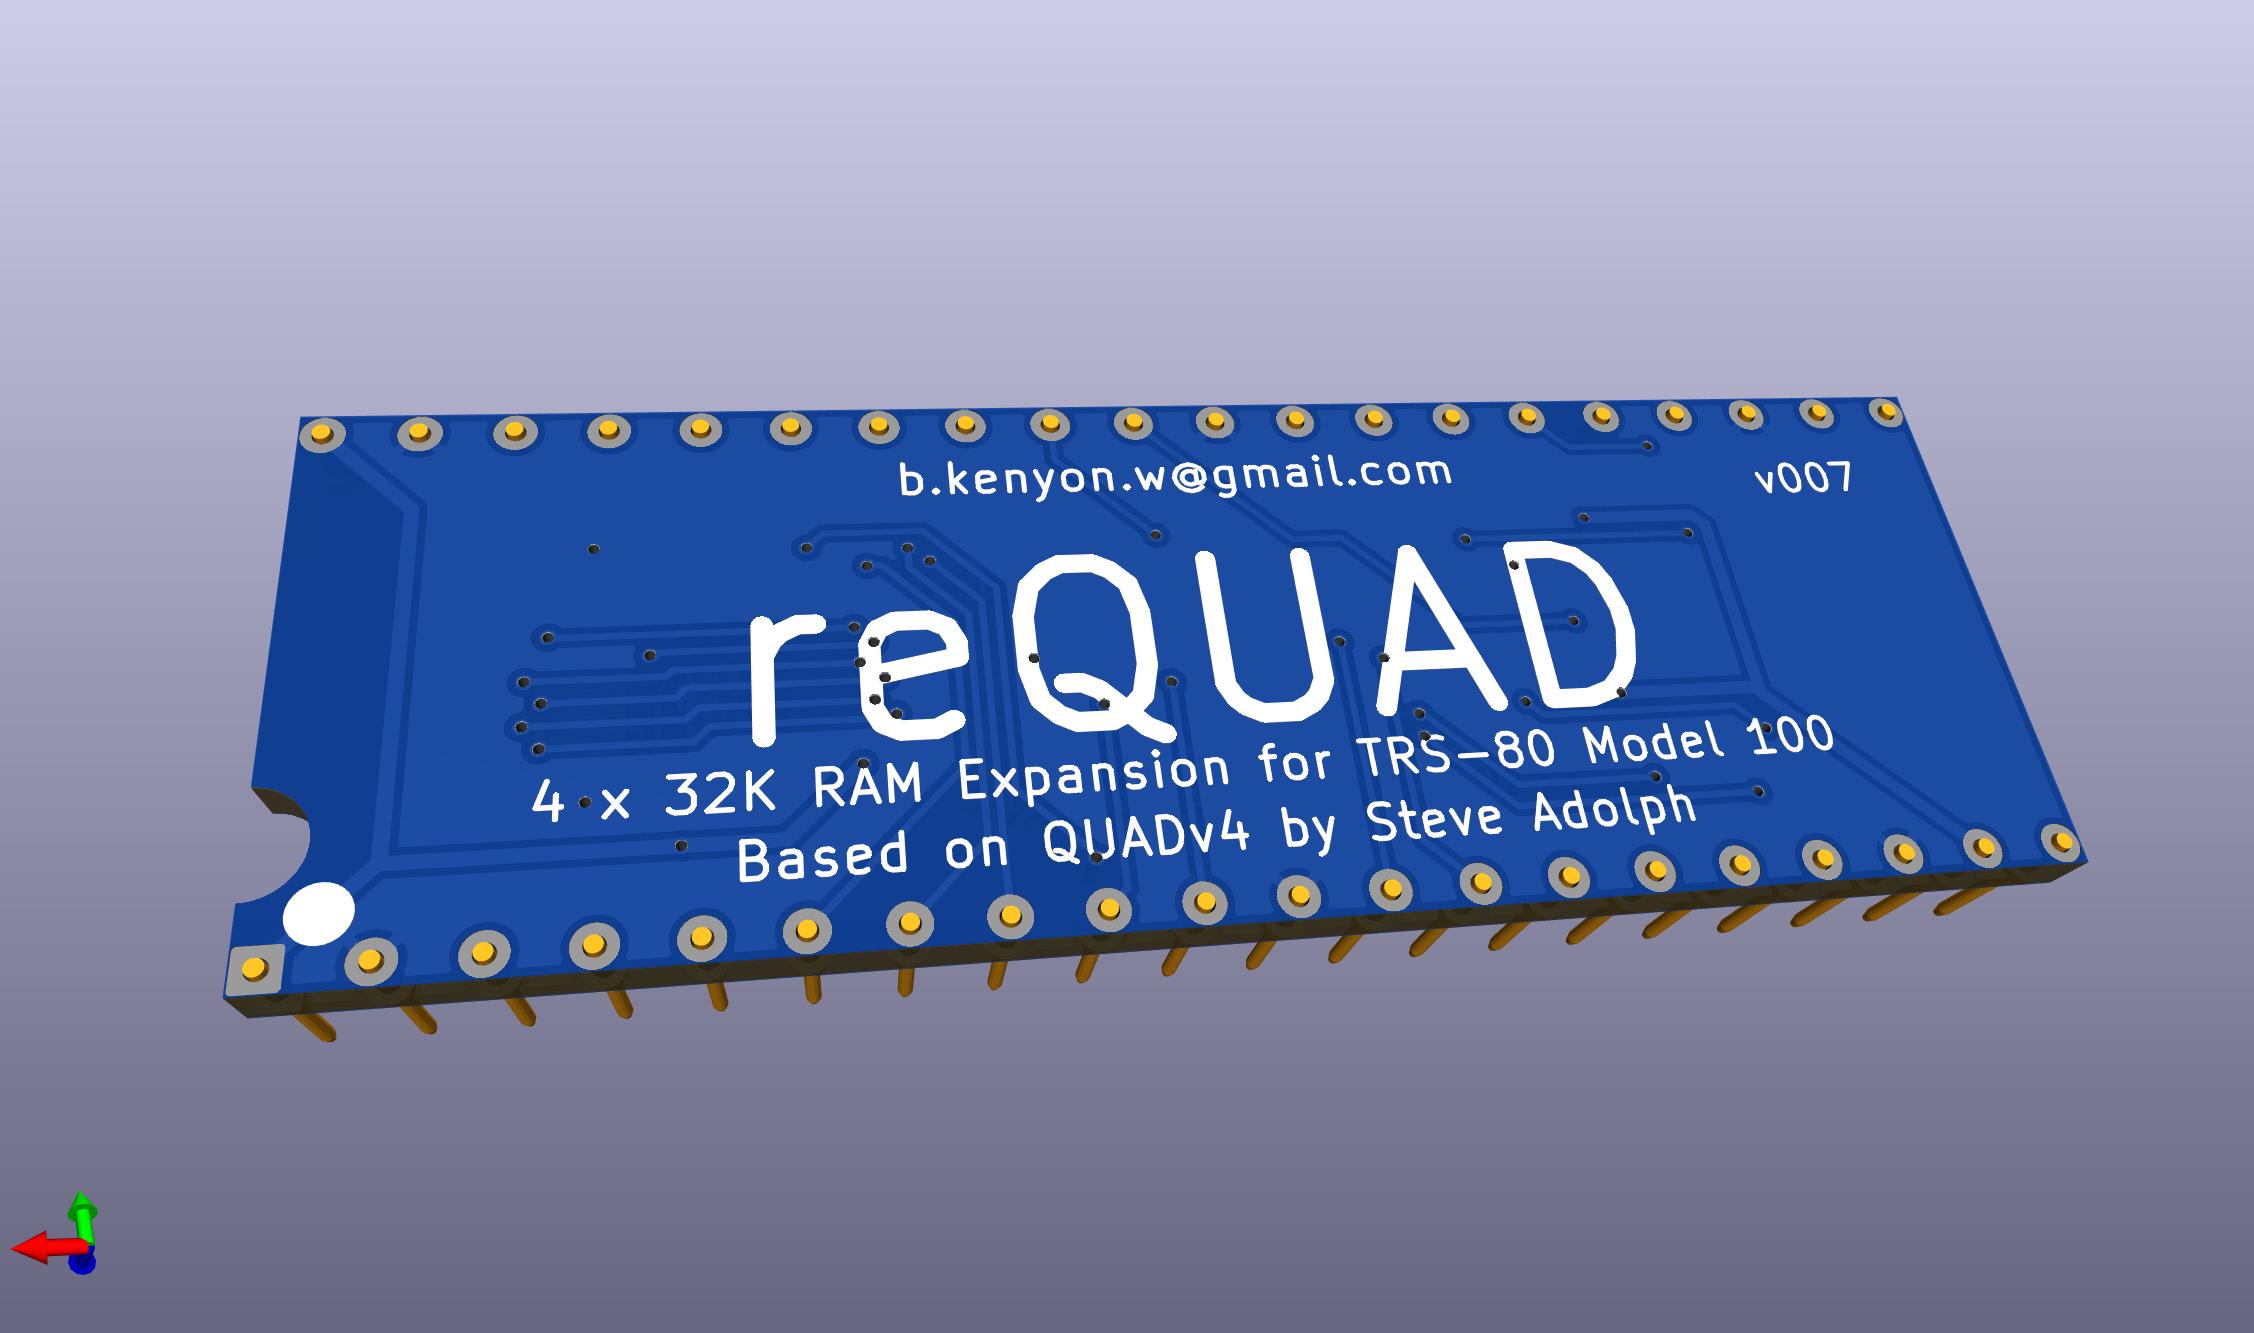 b.kenyon.w@gmail.com
v007
reQUAD
4 x 32K RAM Expansion for TRS-80 Model 100
Based on QUADv4 by Steve Adolph